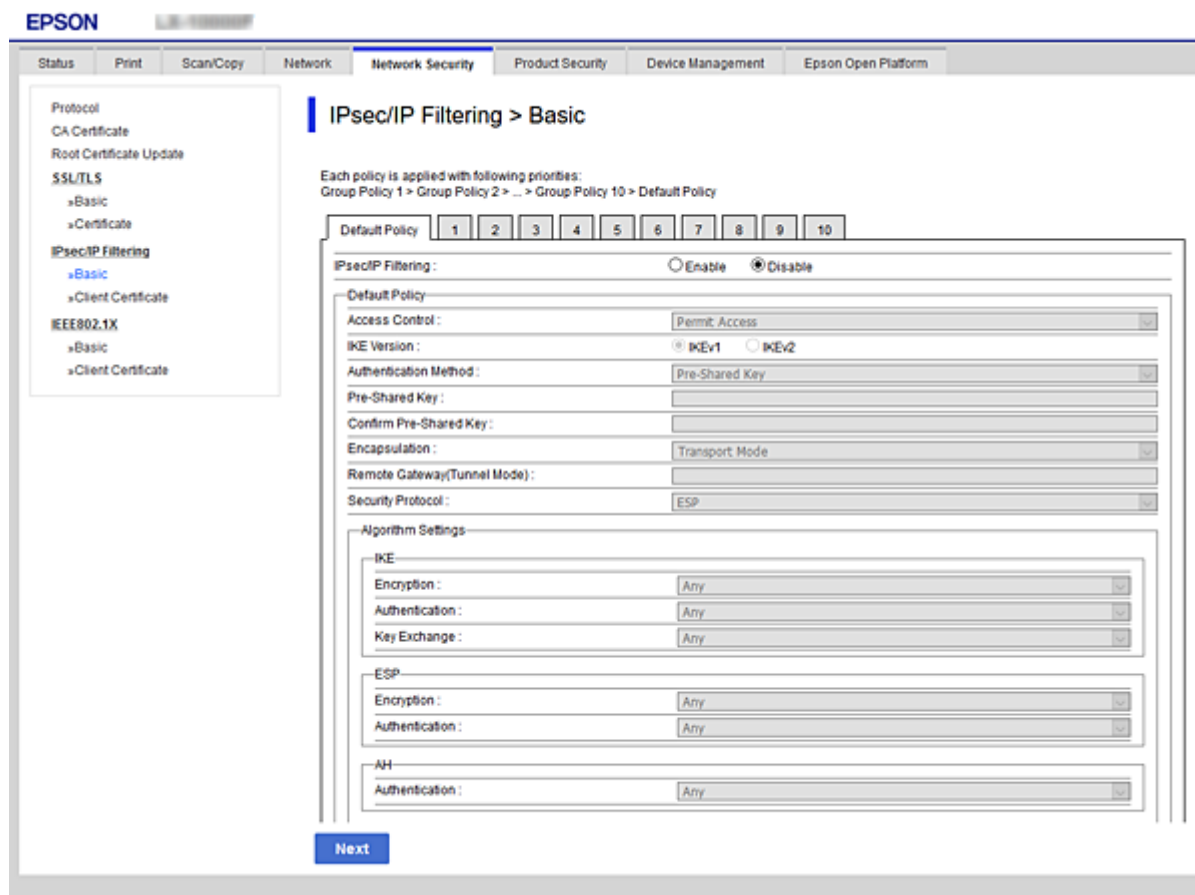 EPSON
Status Print Scan/Copy Network Network Security Product Security Device Management Epson Open Platform
Protocol
CA Certificate
Root Certificate Update
SSL/TLS
»Basic
»Certificate
IPsec/IP Filtering
»Basic
»Client Certificate
IEEE802.1X
»Basic
»Client Certificate
IPsec/IP Filtering > Basic
Each policy is applied with following priorities:
Group Policy 1 > Group Policy 2 > ... > Group Policy 10 > Default Policy
Default Policy 1 2 3 4 5 6 7 8 9 10
IPsec/IP Filtering : Enable Disable
Default Policy
Access Control : Permit Access
IKE Version : IKEv1 IKEv2
Authentication Method : Pre-Shared Key
Pre-Shared Key :
Confirm Pre-Shared Key :
Encapsulation : Transport Mode
Remote Gateway(Tunnel Mode) :
Security Protocol : ESP
Algorithm Settings
IKE
Encryption : Any
Authentication : Any
Key Exchange : Any
ESP
Encryption : Any
Authentication : Any
AH
Authentication : Any
Next